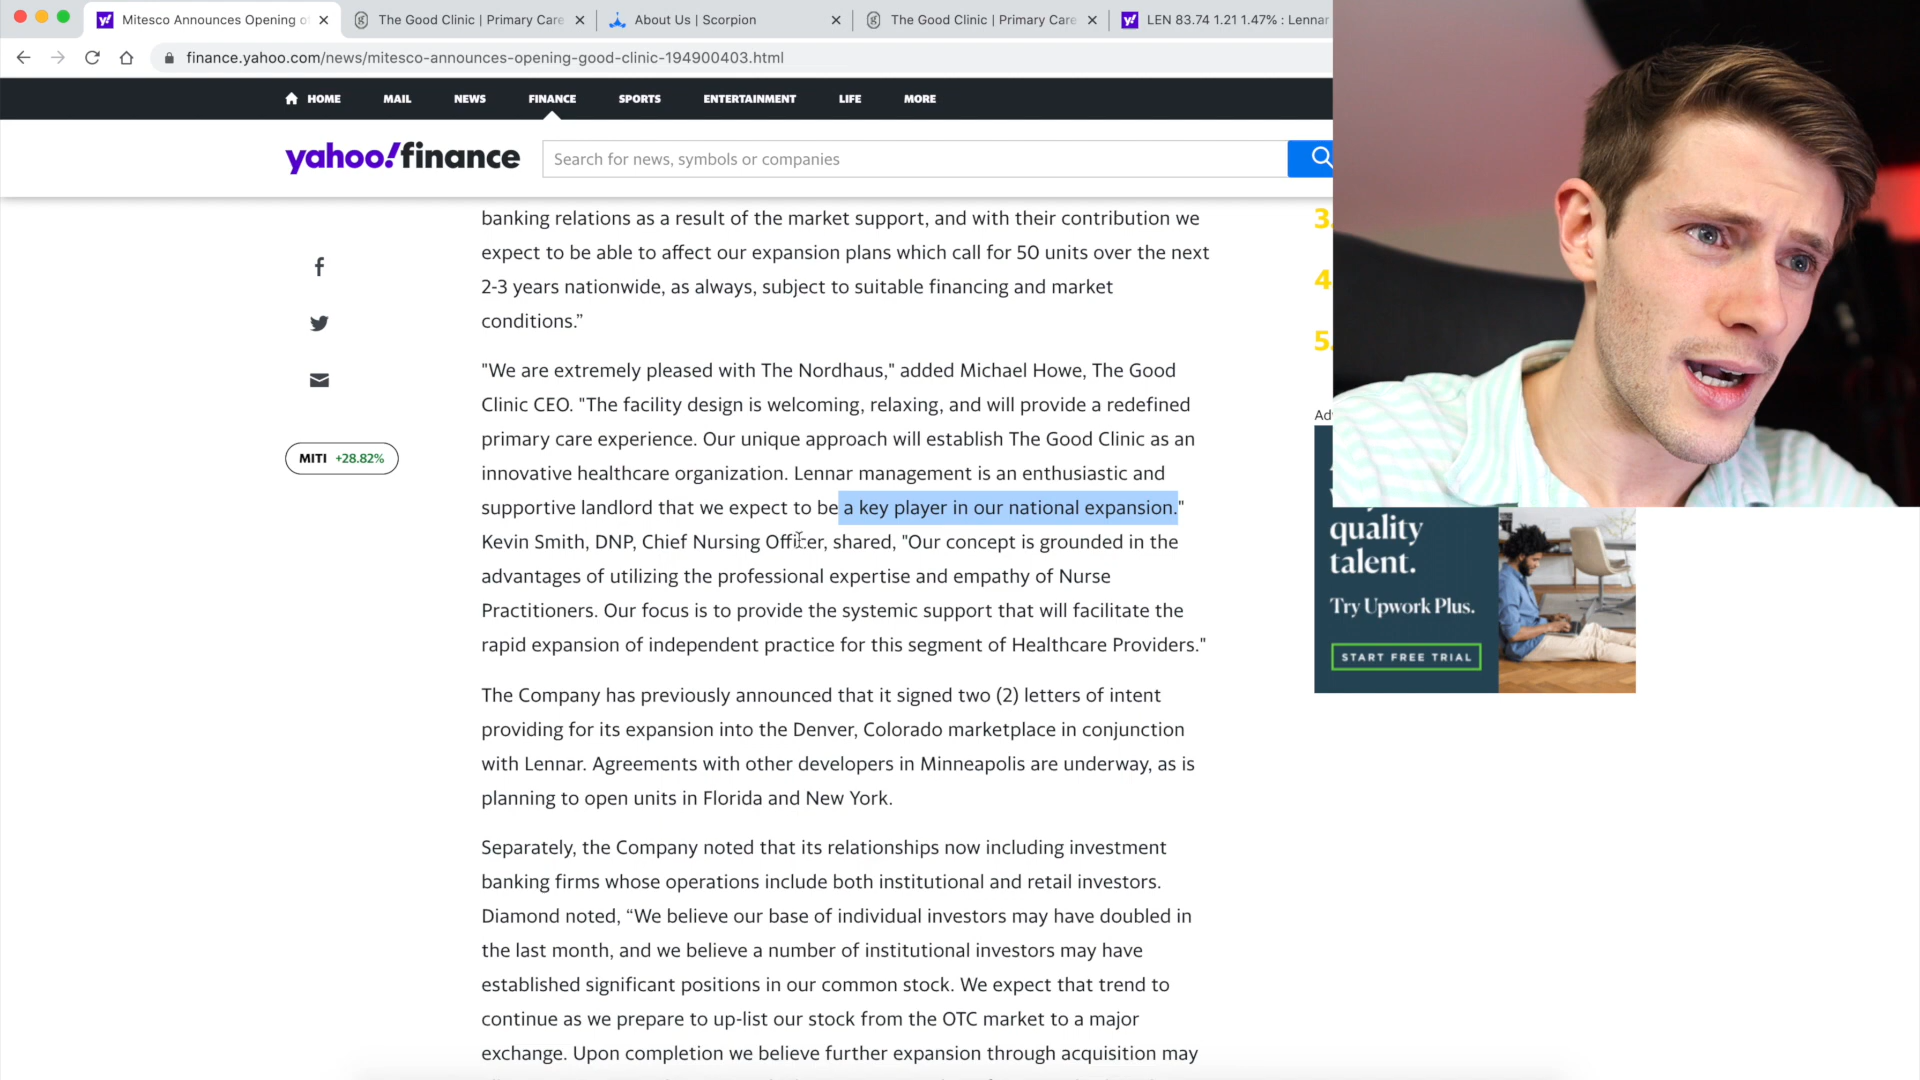 Mitesco Announces Opening o
The Good Clinic | Primary Care
About Us | Scorpion
The Good Clinic | Primary Care
LEN 83.74 1.21 1.47% : Lennar
finance.yahoo.com/news/mitesco-announces-opening-good-clinic-194900403.html
HOME MAIL NEWS FINANCE SPORTS ENTERTAINMENT LIFE MORE
yahoo!finance
Search for news, symbols or companies
banking relations as a result of the market support, and with their contribution we
expect to be able to affect our expansion plans which call for 50 units over the next
2-3 years nationwide, as always, subject to suitable financing and market
conditions.”
"We are extremely pleased with The Nordhaus," added Michael Howe, The Good
Clinic CEO. "The facility design is welcoming, relaxing, and will provide a redefined
primary care experience. Our unique approach will establish The Good Clinic as an
innovative healthcare organization. Lennar management is an enthusiastic and
supportive landlord that we expect to be a key player in our national expansion."
Kevin Smith, DNP, Chief Nursing Officer, shared, "Our concept is grounded in the
advantages of utilizing the professional expertise and empathy of Nurse
Practitioners. Our focus is to provide the systemic support that will facilitate the
rapid expansion of independent practice for this segment of Healthcare Providers."
The Company has previously announced that it signed two (2) letters of intent
providing for its expansion into the Denver, Colorado marketplace in conjunction
with Lennar. Agreements with other developers in Minneapolis are underway, as is
planning to open units in Florida and New York.
Separately, the Company noted that its relationships now including investment
banking firms whose operations include both institutional and retail investors.
Diamond noted, “We believe our base of individual investors may have doubled in
the last month, and we believe a number of institutional investors may have
established significant positions in our common stock. We expect that trend to
continue as we prepare to up-list our stock from the OTC market to a major
exchange. Upon completion we believe further expansion through acquisition may
MITI +28.82%
3.
4.
5.
Ad
quality
talent.
Try Upwork Plus.
START FREE TRIAL